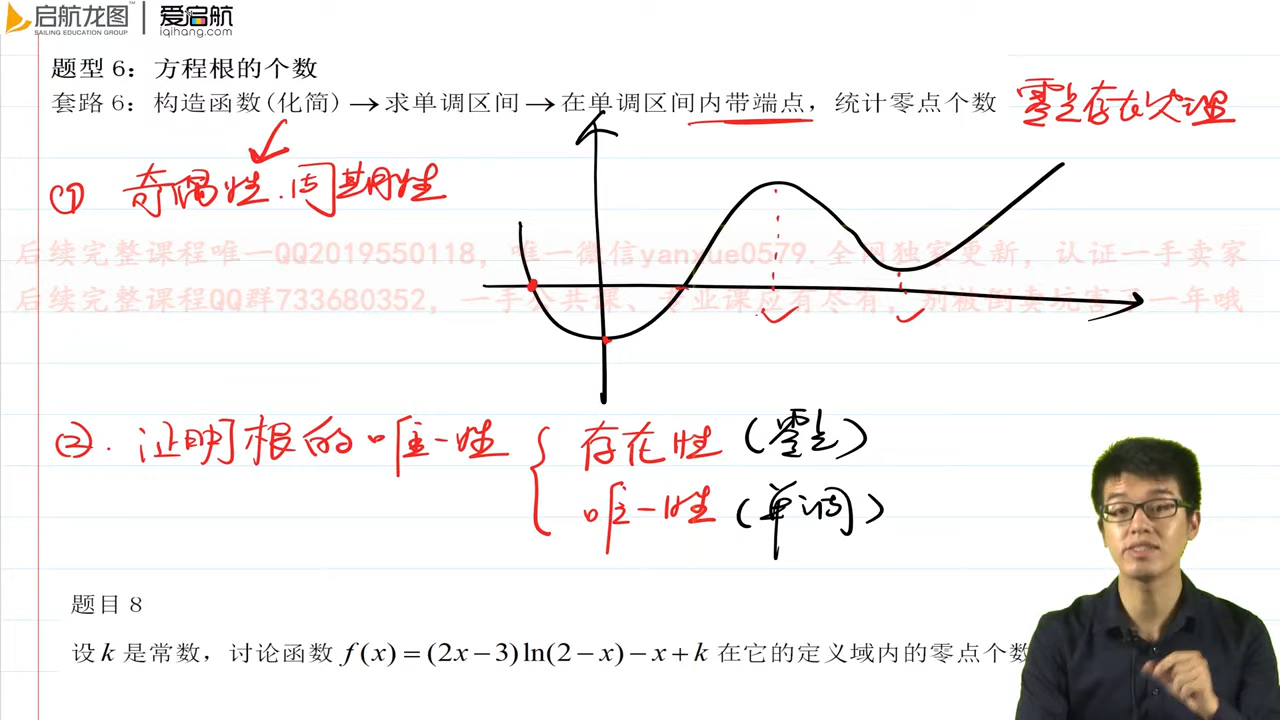 启航龙图 爱启航
SAILING EDUCATION GROUP iqihang.com
题型 6：方程根的个数
套路 6：构造函数(化简)→求单调区间→在单调区间内带端点，统计零点个数 零点存在定理
① 奇偶性.周期性
后续完整课程唯一QQ2019550118，唯一微信yanxue0579.全网独家更新，认证一手卖家
后续完整课程QQ群733680352，一手公共课、专业课应有尽有，别被倒卖坑害了一年哦
②. 证明根的唯一性 { 存在性 (零点)
唯一性 (单调)
题目 8
设 k 是常数，讨论函数 f(x)=(2x−3)ln(2−x)−x+k 在它的定义域内的零点个数